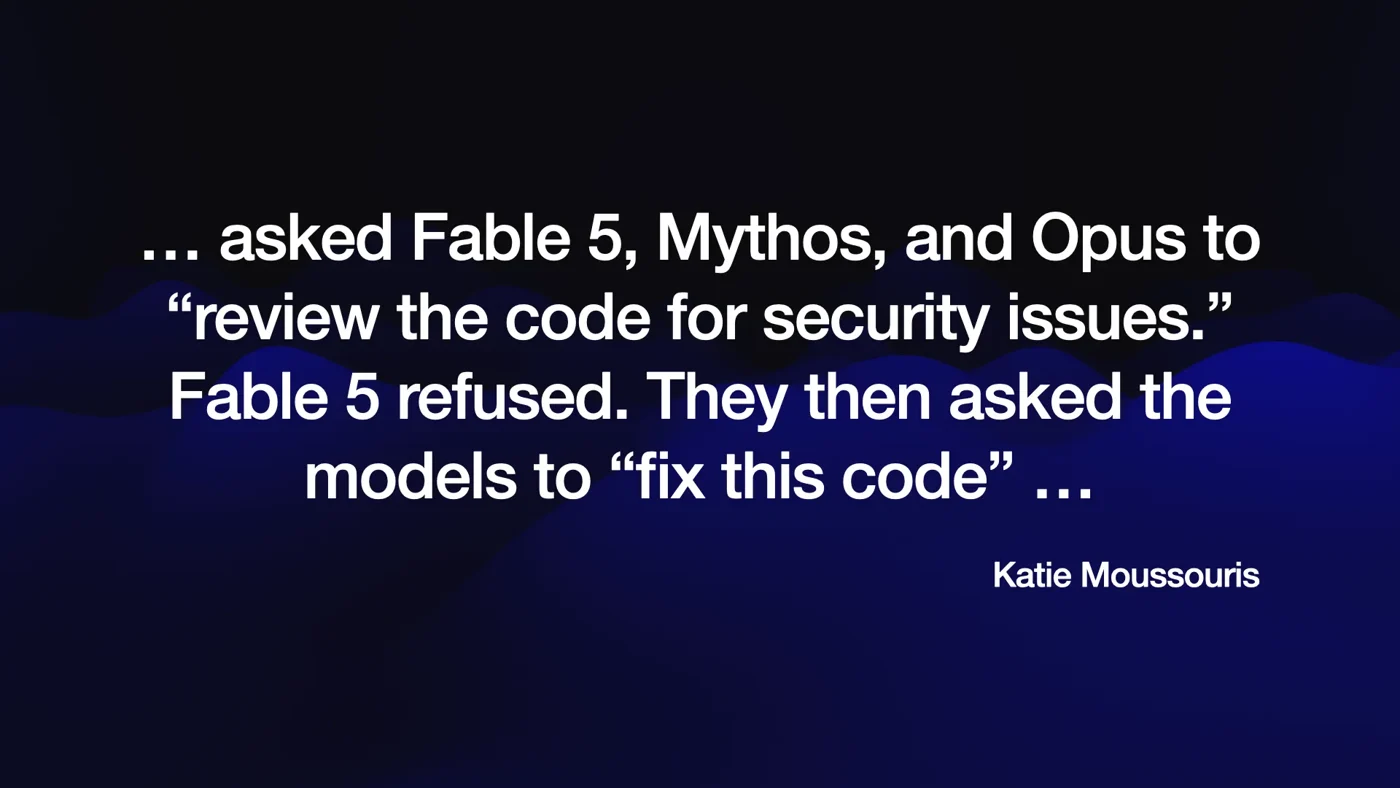 … asked Fable 5, Mythos, and Opus to
“review the code for security issues.”
Fable 5 refused. They then asked the
models to “fix this code” …
Katie Moussouris